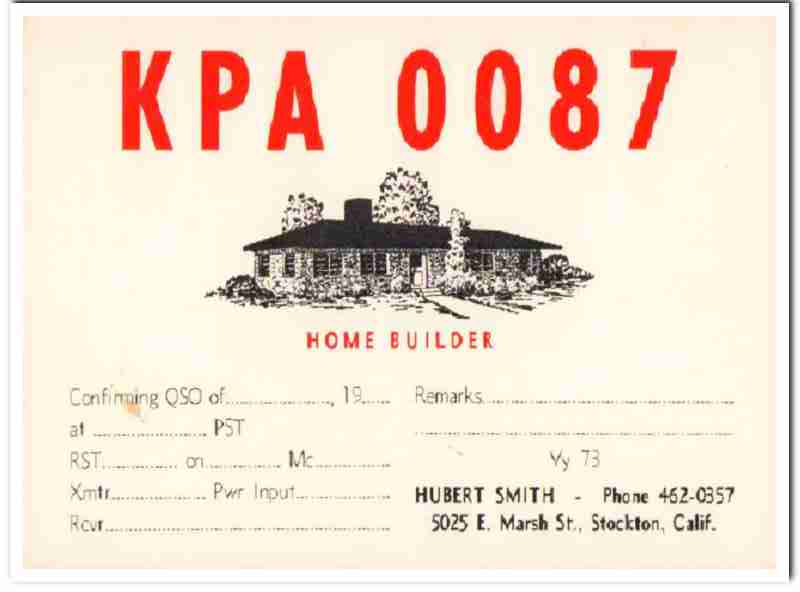 KPA 0087
HOME BUILDER
Confirming QSO of...................., 19......
Remarks..................................................
at ..................... PST
..................................................
RST.............. on .............. Mc..............
Vy 73
Xmtr.................. Pwr Input..................
HUBERT SMITH - Phone 462-0357
Rcvr..................................................
5025 E. Marsh St., Stockton, Calif.